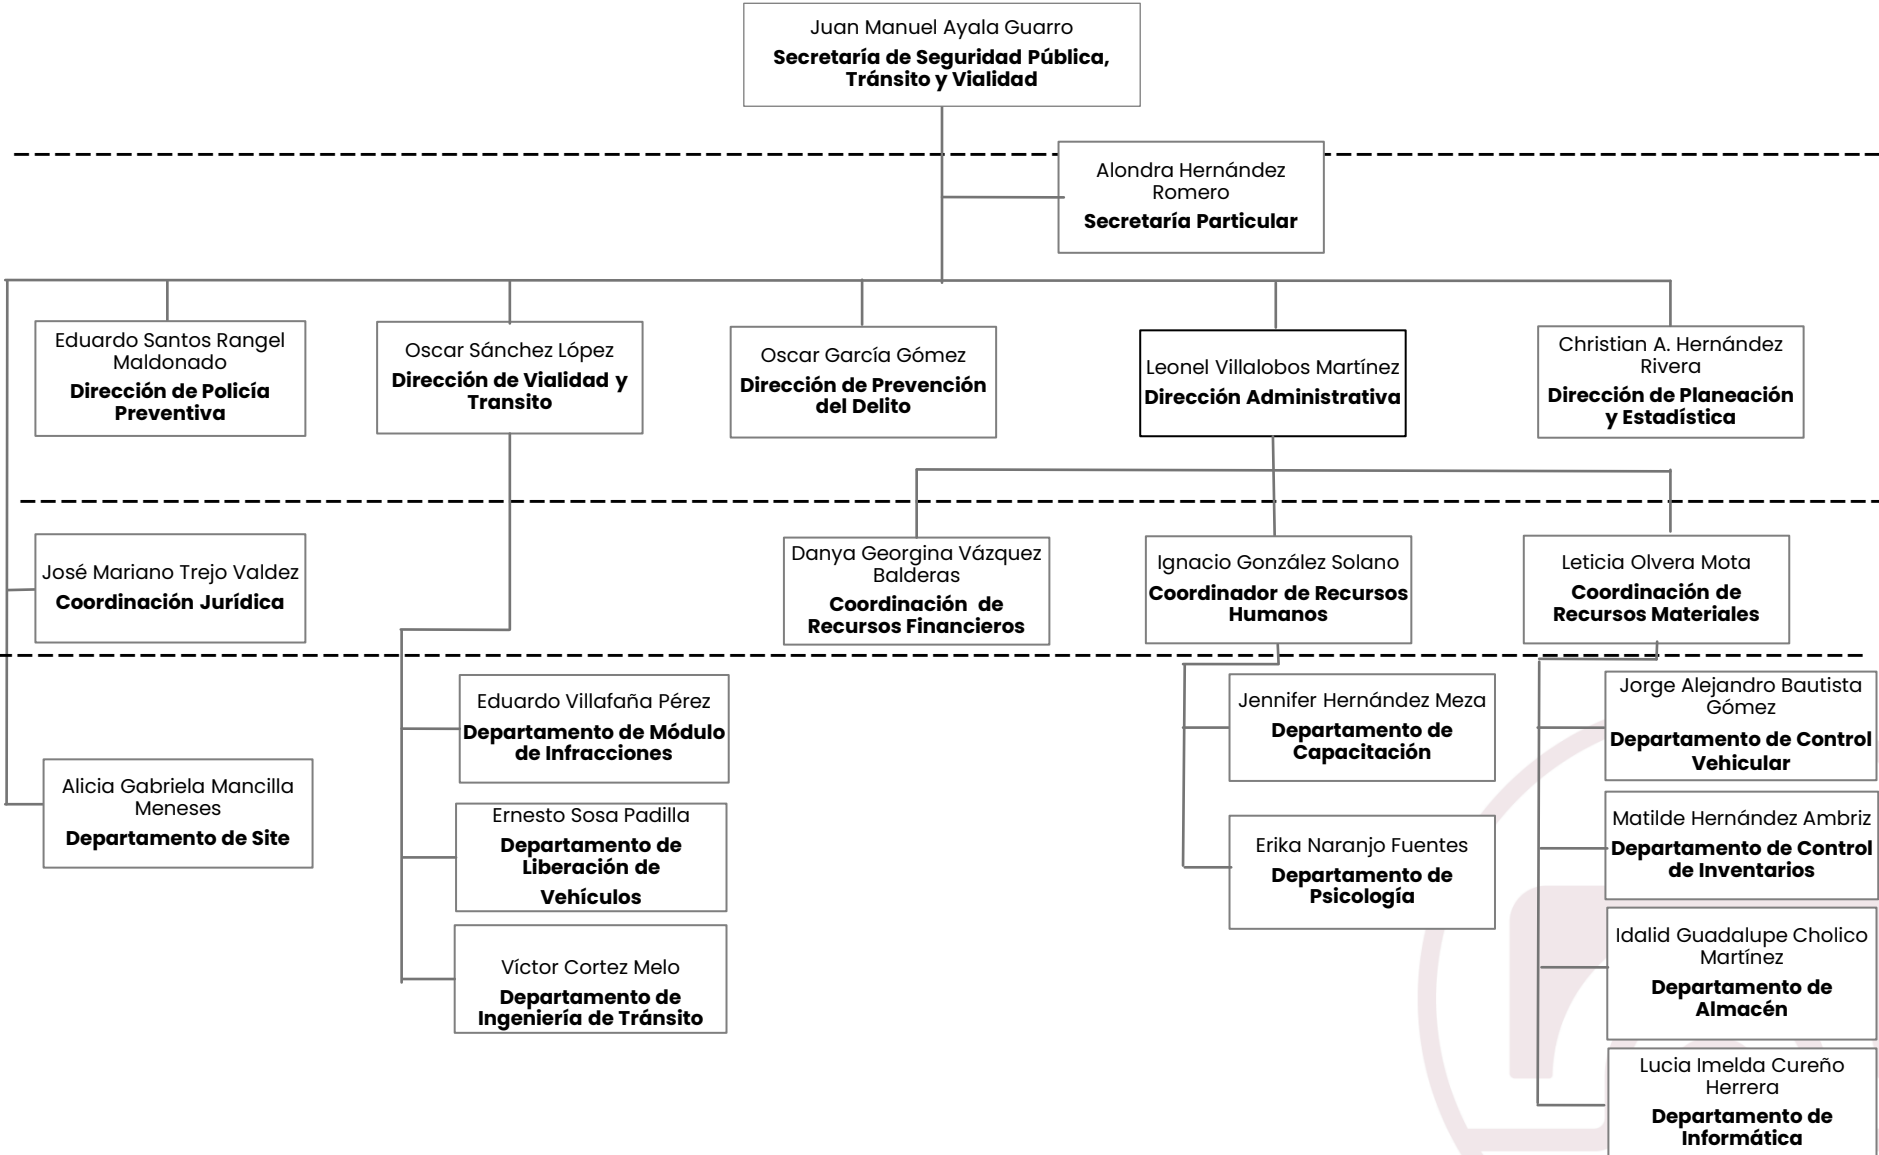 Juan Manuel Ayala Guarro
Secretaría de Seguridad Pública,
Tránsito y Vialidad
Alondra Hernández
Romero
Secretaría Particular
Eduardo Santos Rangel
Maldonado
Dirección de Policía
Preventiva
Oscar Sánchez López
Dirección de Vialidad y
Transito
Oscar García Gómez
Dirección de Prevención
del Delito
Leonel Villalobos Martínez
Dirección Administrativa
Christian A. Hernández
Rivera
Dirección de Planeación
y Estadística
José Mariano Trejo Valdez
Coordinación Jurídica
Danya Georgina Vázquez
Balderas
Coordinación de
Recursos Financieros
Ignacio González Solano
Coordinador de Recursos
Humanos
Leticia Olvera Mota
Coordinación de
Recursos Materiales
Alicia Gabriela Mancilla
Meneses
Departamento de Site
Eduardo Villafaña Pérez
Departamento de Módulo
de Infracciones
Ernesto Sosa Padilla
Departamento de
Liberación de
Vehículos
Víctor Cortez Melo
Departamento de
Ingeniería de Tránsito
Jennifer Hernández Meza
Departamento de
Capacitación
Erika Naranjo Fuentes
Departamento de
Psicología
Jorge Alejandro Bautista
Gómez
Departamento de Control
Vehicular
Matilde Hernández Ambriz
Departamento de Control
de Inventarios
Idalid Guadalupe Cholico
Martínez
Departamento de
Almacén
Lucia Imelda Cureño
Herrera
Departamento de
Informática